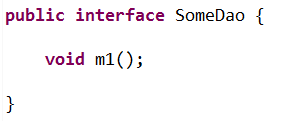 public interface SomeDao {
void m1();
}